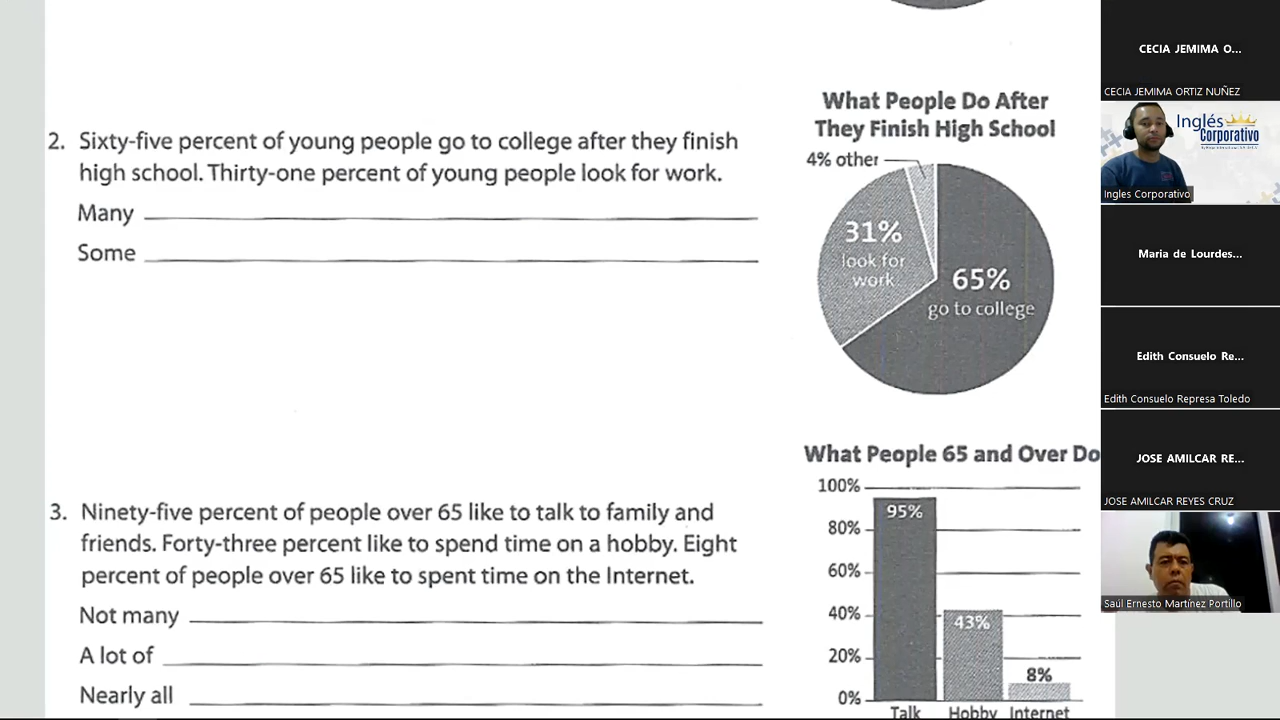 What People Do After
They Finish High School
2. Sixty-five percent of young people go to college after they finish
high school. Thirty-one percent of young people look for work.
Many
Some
4% other
31%
look for
work
65%
go to college
3. Ninety-five percent of people over 65 like to talk to family and
friends. Forty-three percent like to spend time on a hobby. Eight
percent of people over 65 like to spent time on the Internet.
Not many
A lot of
Nearly all
What People 65 and Over Do
100%
80%
60%
40%
20%
0%
95%
43%
8%
Talk Hobby Internet
CECIA JEMIMA O...
CECIA JEMIMA ORTIZ NUÑEZ
Inglés
Corporativo
Ingles Corporativo
Maria de Lourdes...
Edith Consuelo Re...
Edith Consuelo Represa Toledo
JOSE AMILCAR RE...
JOSE AMILCAR REYES CRUZ
Saúl Ernesto Martínez Portillo